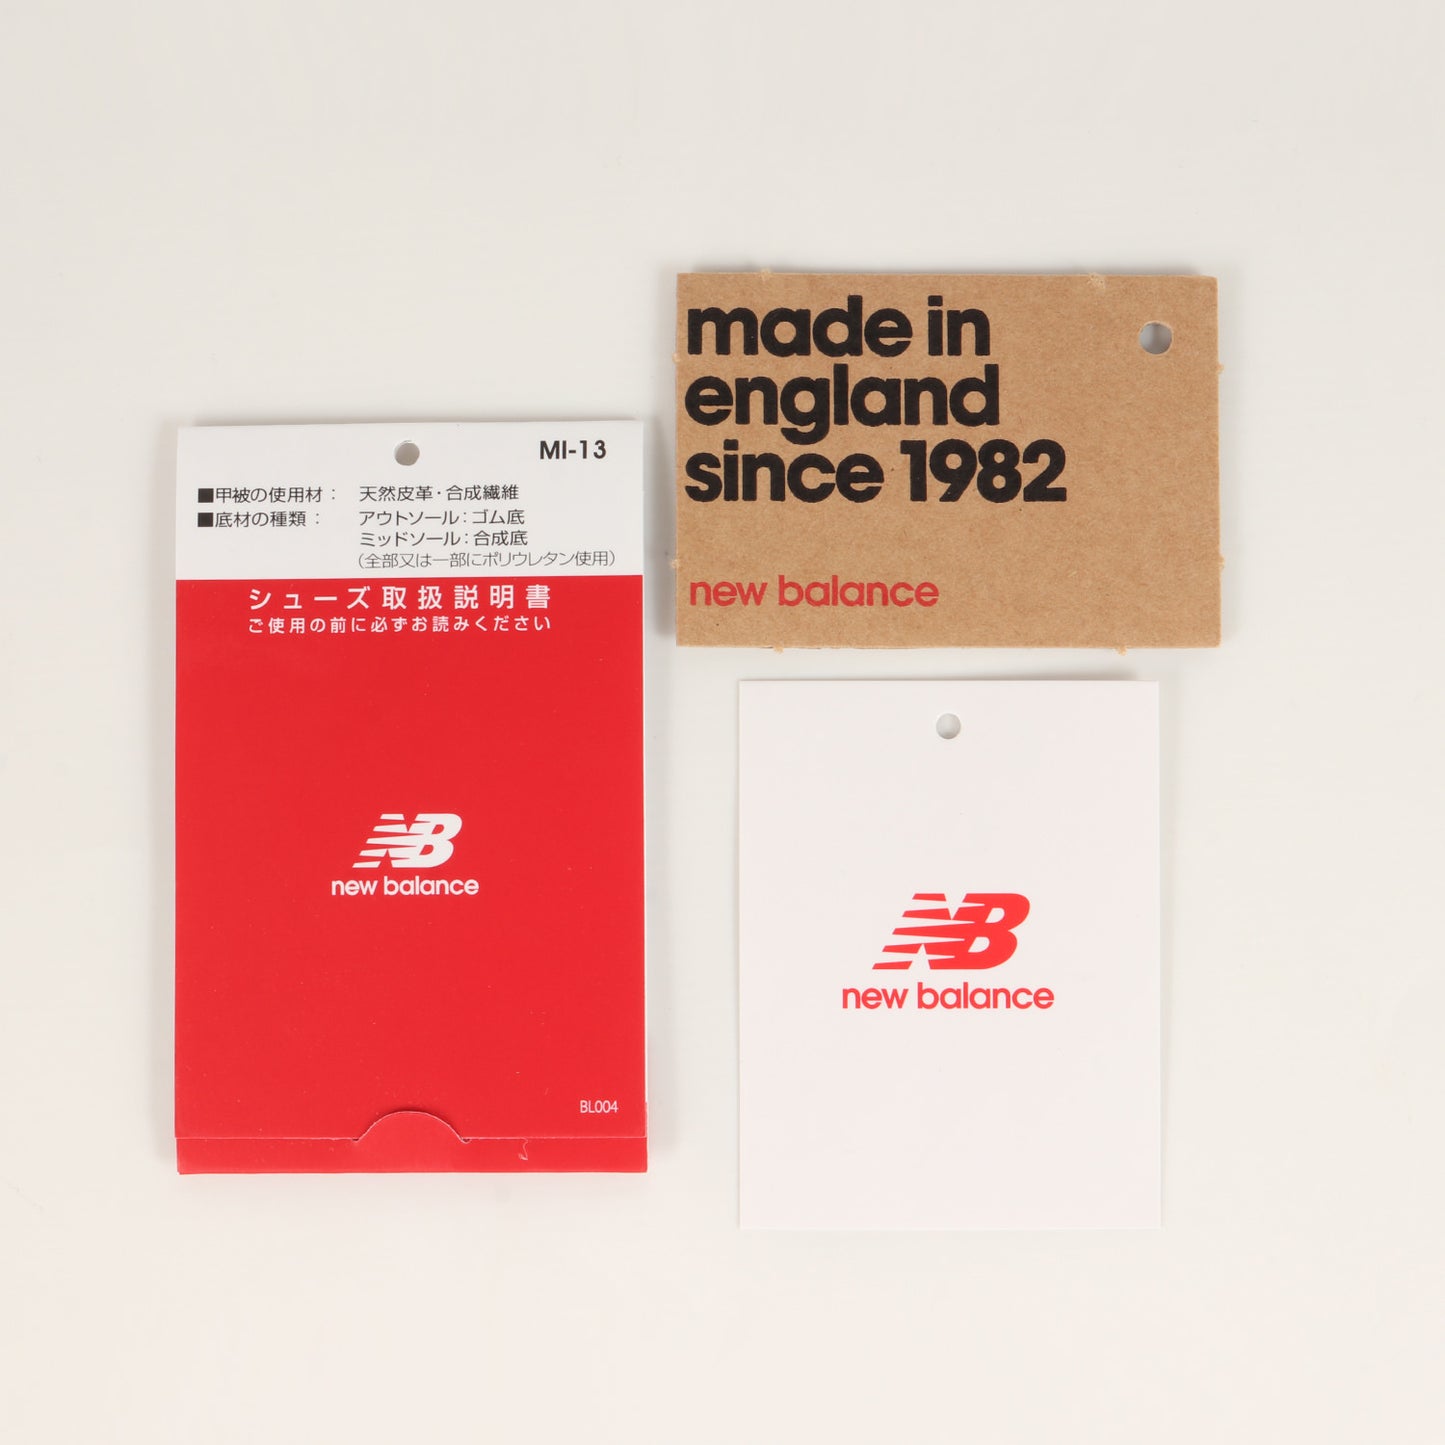 MI-13
■甲被の使用材： 天然皮革・合成繊維
■底材の種類： アウトソール：ゴム底
ミッドソール：合成底
（全部又は一部にポリウレタン使用）
シューズ取扱説明書
ご使用の前に必ずお読みください
NB
new balance
BL004
made in
england
since 1982
new balance
NB
new balance